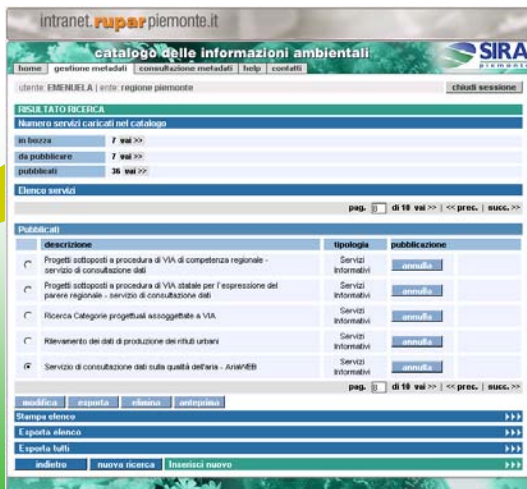 intranet.ruparpiemonte.it
catalogo delle informazioni ambientali
SIRA
piemonte
home | gestione metadati | consultazione metadati | help | contatti
utente: EMENUELA | ente: regione piemonte
chiudi sessione
RISULTATO RICERCA
Numero servizi caricati nel catalogo
in bozza 7 vai >>
da pubblicare 7 vai >>
pubblicati 36 vai >>
Elenco servizi
pag. di 10 vai >> | << prec. | succ. >>
Pubblicati
descrizione tipologia pubblicazione
Progetti sottoposti a procedura di VIA di competenza regionale - servizio di consultazione dati
Servizi Informativi
annulla
Progetti sottoposti a procedura di VIA statale per l'espressione del parere regionale - servizio di consultazione dati
Servizi Informativi
annulla
Ricerca Categorie progettuali assoggettate a VIA
Servizi Informativi
annulla
Rilevamento dei dati di produzione dei rifiuti urbani
Servizi Informativi
annulla
Servizio di consultazione dati sulla qualità dell'aria - AriaWEB
Servizi Informativi
annulla
pag. di 10 vai >> | << prec. | succ. >>
modifica esporta elimina anteprima
Stampa elenco >>>
Esporta elenco >>>
Esporta tutti >>>
indietro nuova ricerca Inserisci nuovo >>>